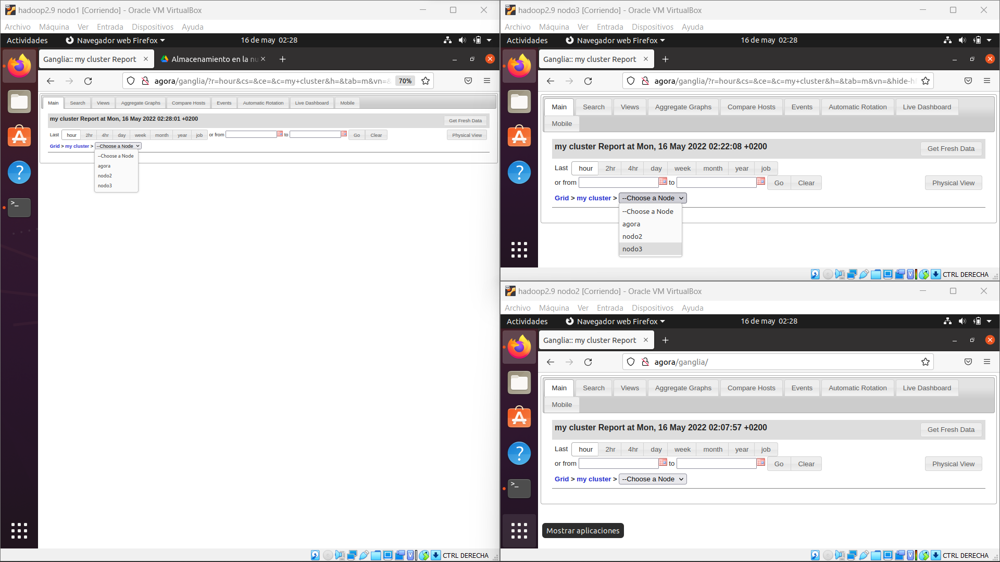 hadoop2.9 nodo1 [Corriendo] - Oracle VM VirtualBox
Archivo Máquina Ver Entrada Dispositivos Ayuda
Actividades Navegador web Firefox 16 de may 02:28
Ganglia:: my cluster Report Almacenamiento en la nu
agora/ganglia/?r=hour&cs=&ce=&c=my+cluster&h=&tab=m&vn=& 70%
Main Search Views Aggregate Graphs Compare Hosts Events Automatic Rotation Live Dashboard Mobile
my cluster Report at Mon, 16 May 2022 02:28:01 +0200 Get Fresh Data
Last hour 2hr 4hr day week month year job or from to Go Clear Physical View
Grid > my cluster > --Choose a Node
--Choose a Node
agora
nodo2
nodo3
CTRL DERECHA
hadoop2.9 nodo3 [Corriendo] - Oracle VM VirtualBox
Archivo Máquina Ver Entrada Dispositivos Ayuda
Actividades Navegador web Firefox 16 de may 02:28
Ganglia:: my cluster Report
agora/ganglia/?r=hour&cs=&ce=&c=my+cluster&h=&tab=m&vn=&hide-hf
Main Search Views Aggregate Graphs Compare Hosts Events Automatic Rotation Live Dashboard
Mobile
my cluster Report at Mon, 16 May 2022 02:22:08 +0200 Get Fresh Data
Last hour 2hr 4hr day week month year job
or from to Go Clear Physical View
Grid > my cluster > --Choose a Node
--Choose a Node
agora
nodo2
nodo3
CTRL DERECHA
hadoop2.9 nodo2 [Corriendo] - Oracle VM VirtualBox
Archivo Máquina Ver Entrada Dispositivos Ayuda
Actividades Navegador web Firefox 16 de may 02:28
Ganglia:: my cluster Report
agora/ganglia/
Main Search Views Aggregate Graphs Compare Hosts Events Automatic Rotation Live Dashboard
Mobile
my cluster Report at Mon, 16 May 2022 02:07:57 +0200 Get Fresh Data
Last hour 2hr 4hr day week month year job
or from to Go Clear Physical View
Grid > my cluster > --Choose a Node
Mostrar aplicaciones
CTRL DERECHA